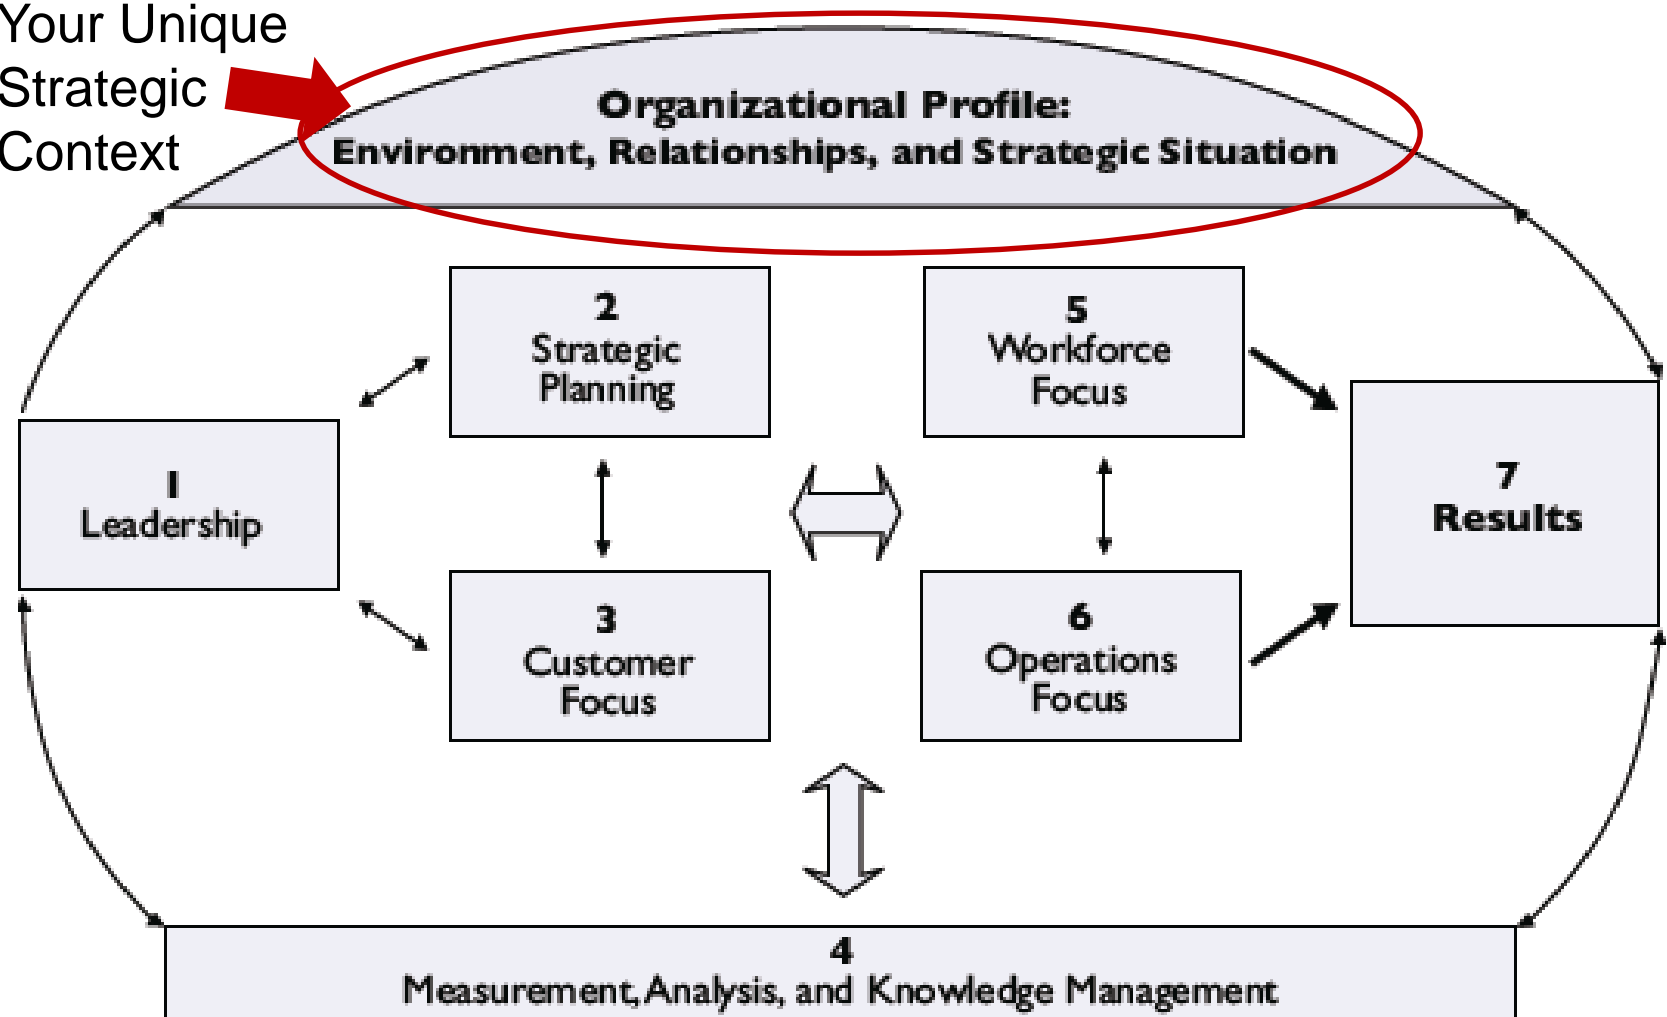 Your Unique
Strategic
Context
Organizational Profile:
Environment, Relationships, and Strategic Situation
2
Strategic
Planning
5
Workforce
Focus
1
Leadership
7
Results
3
Customer
Focus
6
Operations
Focus
4
Measurement, Analysis, and Knowledge Management